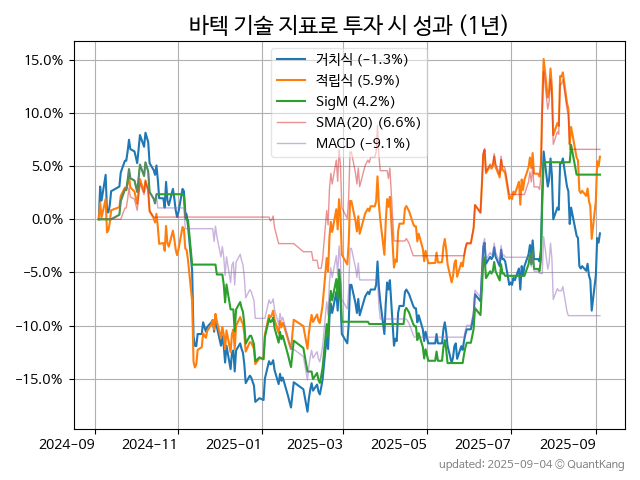 바텍 기술 지표로 투자 시 성과 (1년)
거치식 (−1.3%)
적립식 (5.9%)
SigM (4.2%)
SMA(20) (6.6%)
MACD (−9.1%)
15.0%
10.0%
5.0%
0.0%
−5.0%
−10.0%
−15.0%
2024−09 2024−11 2025−01 2025−03 2025−05 2025−07 2025−09
updated: 2025−09−04 ⓒ QuantKang